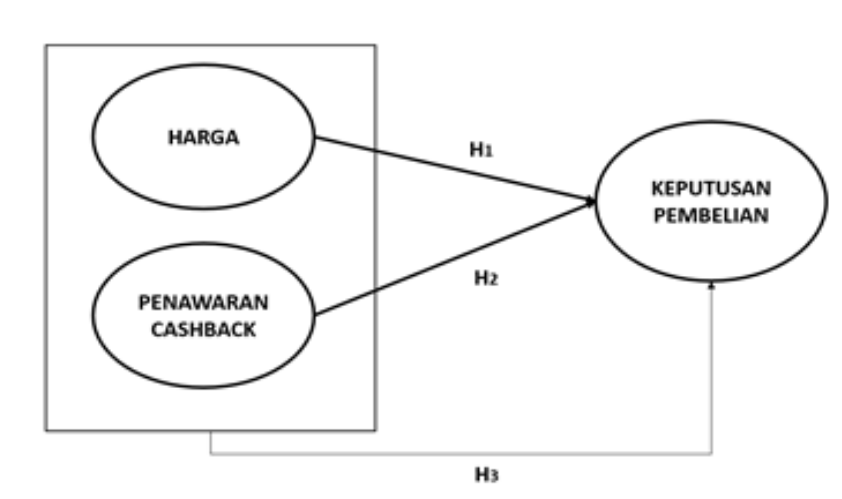 HARGA
H1
KEPUTUSAN
PEMBELIAN
H2
PENAWARAN
CASHBACK
H3